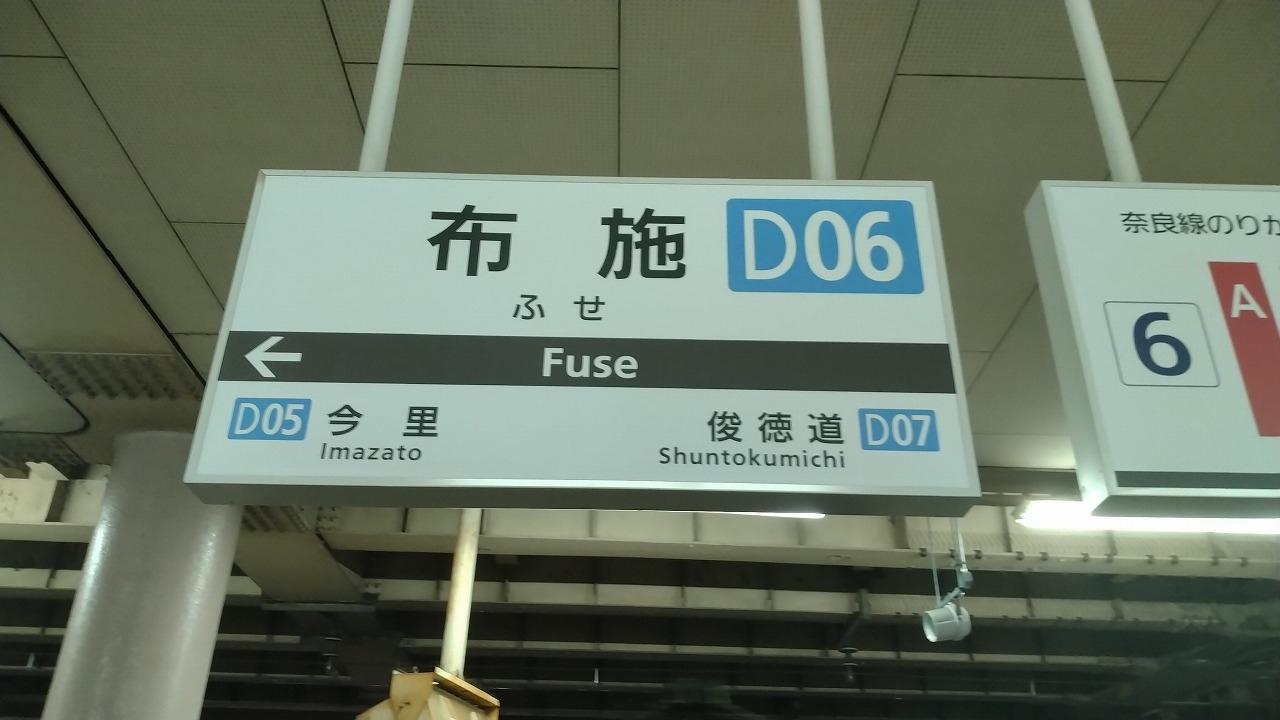 布施 D06
ふせ
← Fuse
D05 今里
Imazato
俊徳道 D07
Shuntokumichi
奈良線のり
6
A